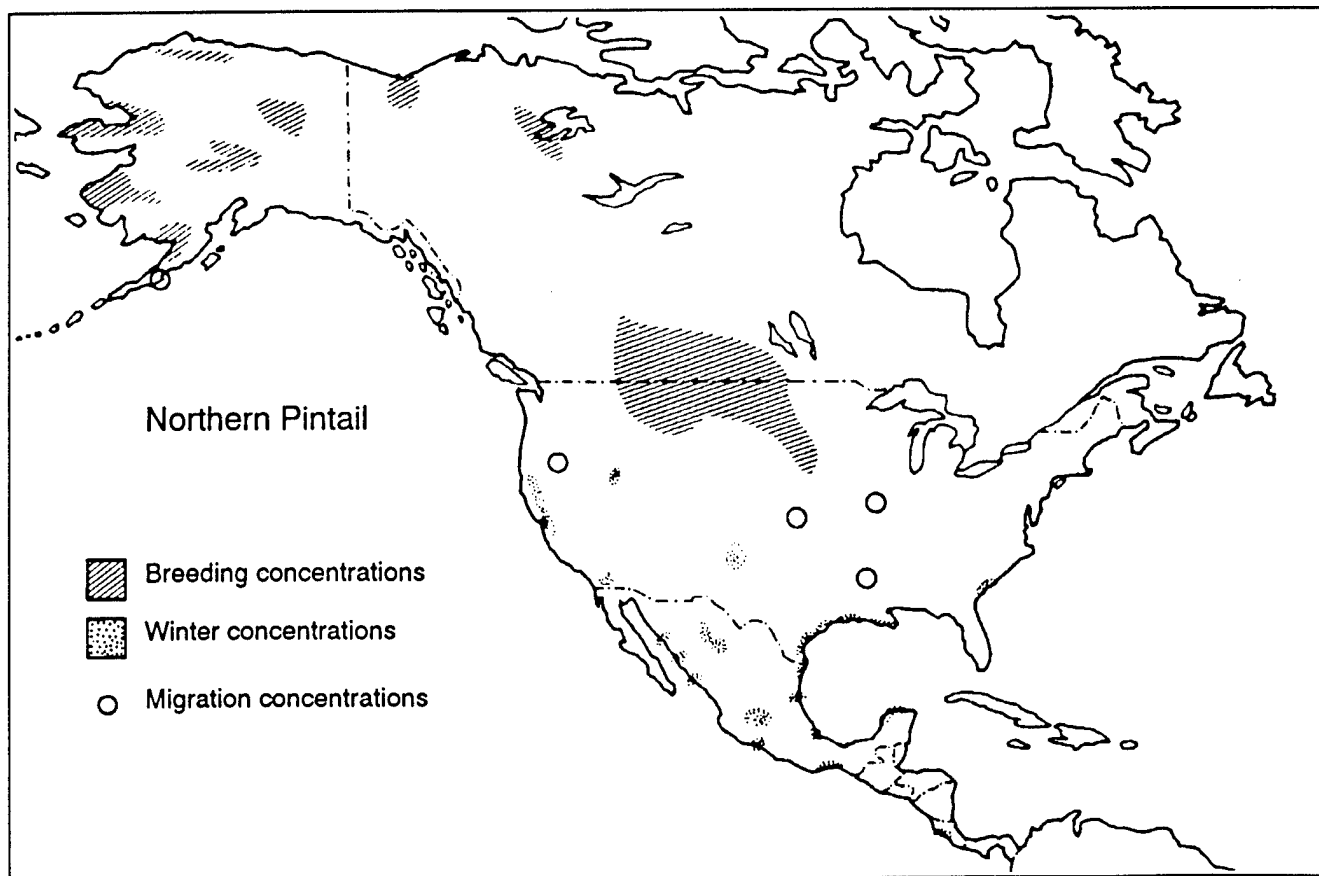 Northern Pintail
Breeding concentrations
Winter concentrations
Migration concentrations